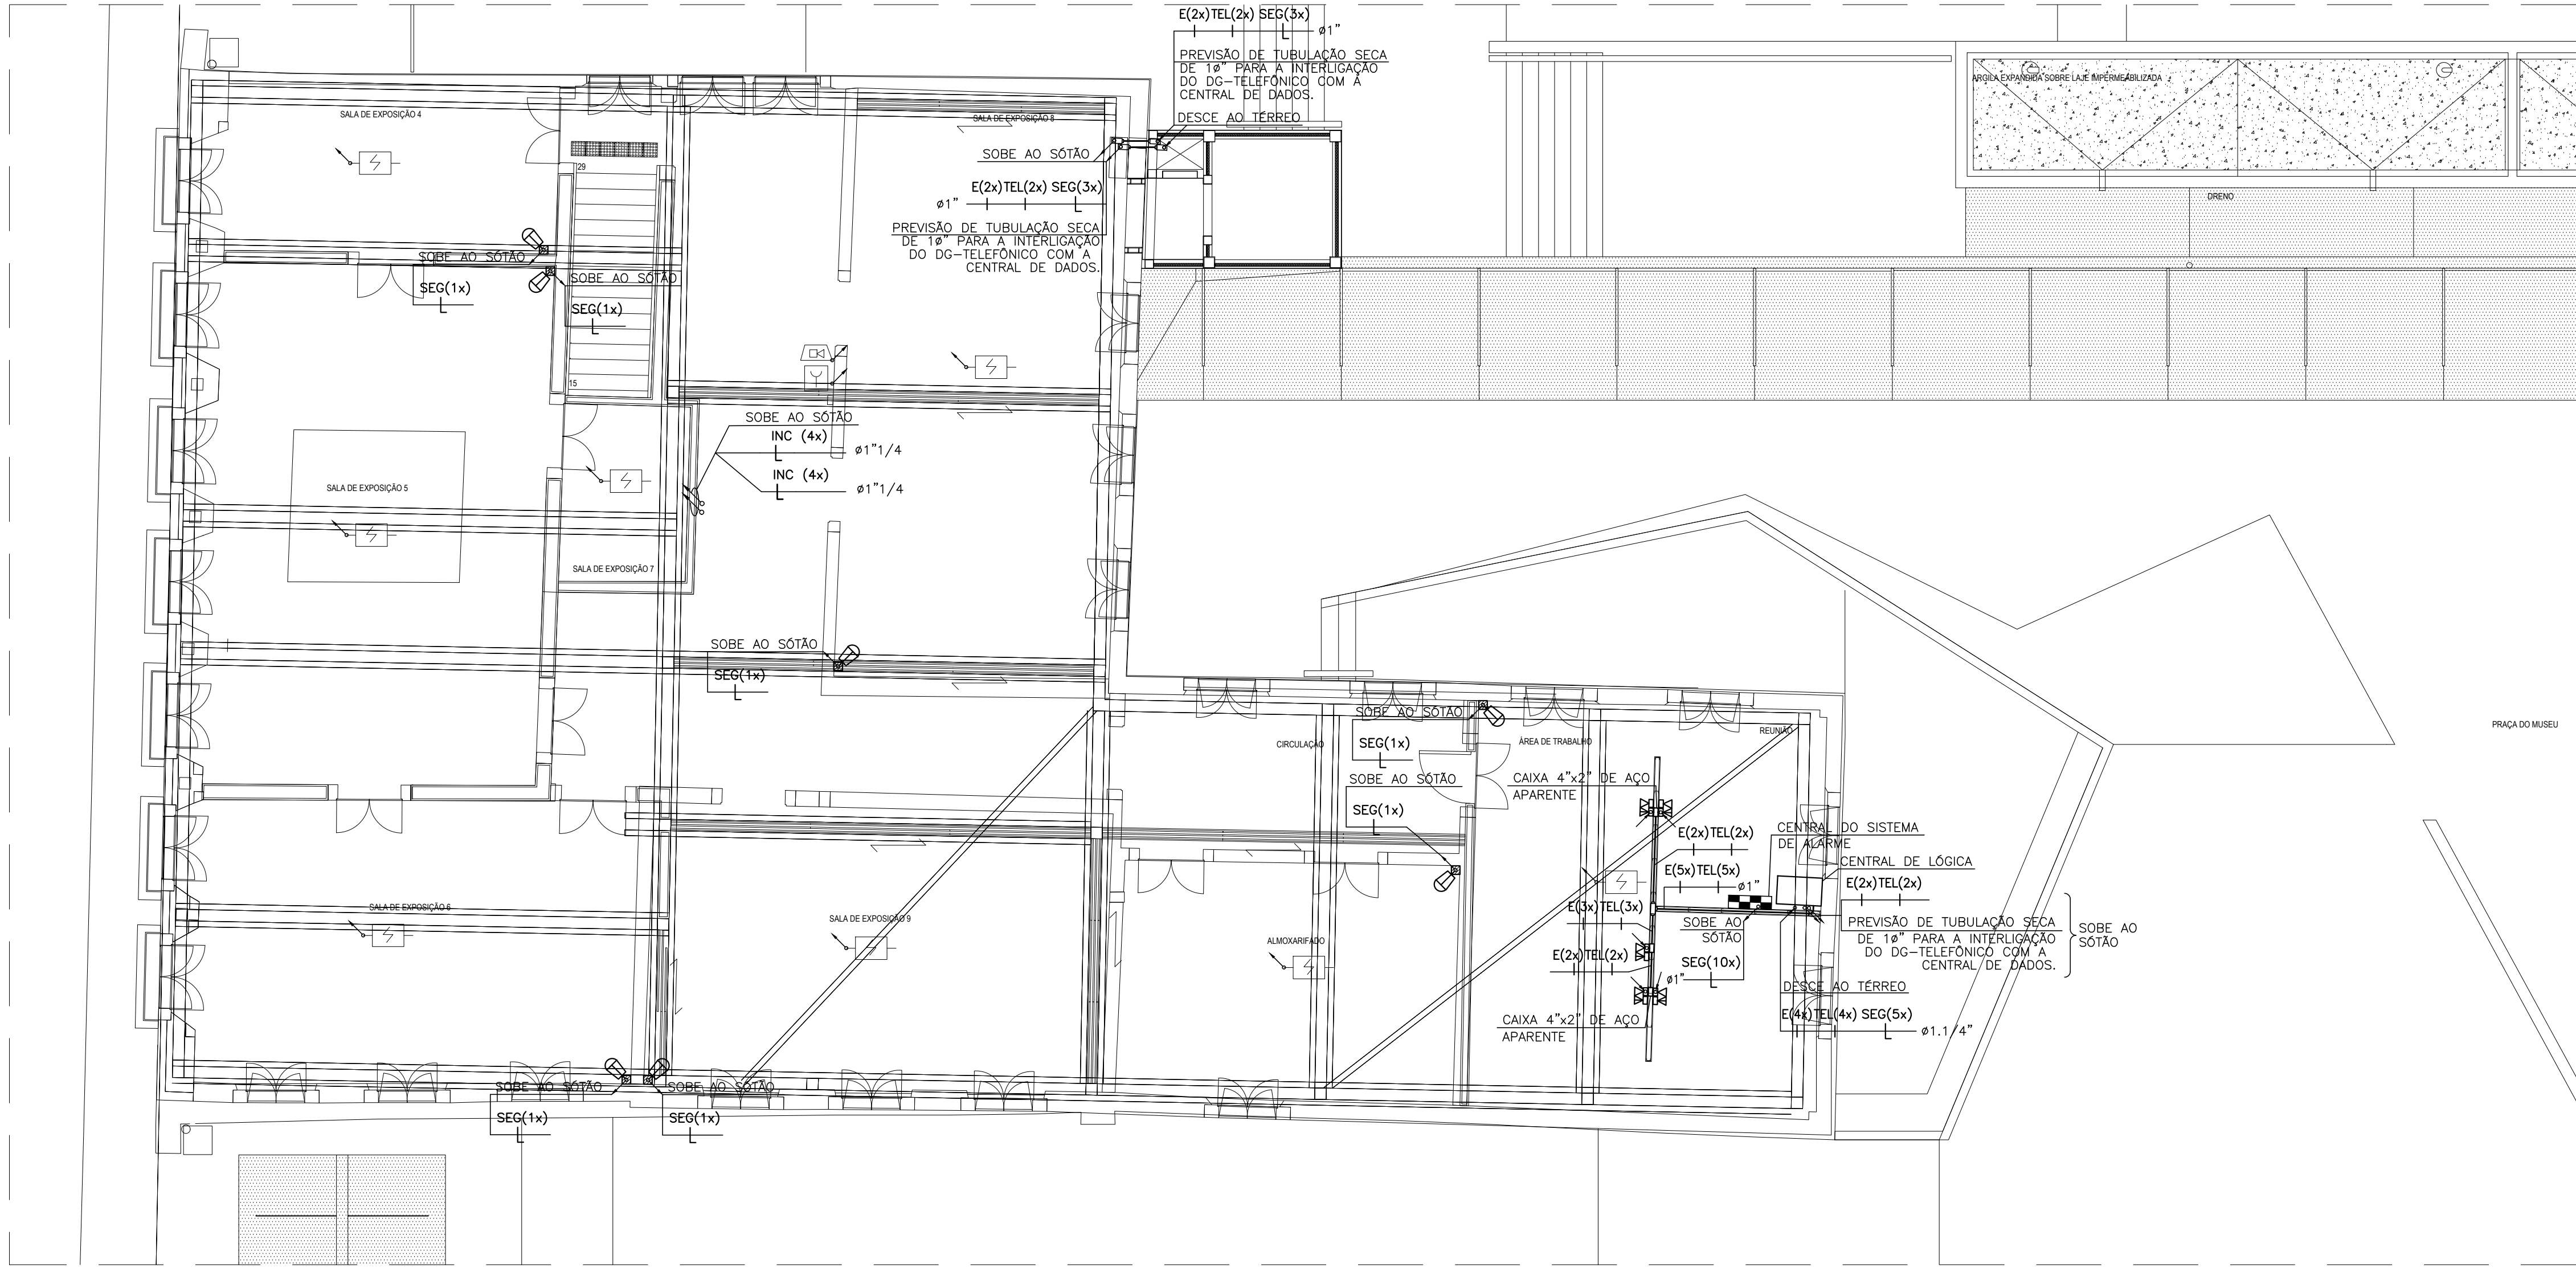 E(2x)TEL(2x) SEG(3x)
ø1"
PREVISÃO DE TUBULAÇÃO SECA
DE 1ø" PARA A INTERLIGAÇÃO
DO DG-TELEFÔNICO COM A
CENTRAL DE DADOS.
DESCE AO TÉRREO
ARGILA EXPANDIDA SOBRE LAJE IMPERMEABILIZADA
SALA DE EXPOSIÇÃO 4
SALA DE EXPOSIÇÃO 8
SOBE AO SÓTÃO
29
E(2x)TEL(2x) SEG(3x)
ø1"
DRENO
PREVISÃO DE TUBULAÇÃO SECA
DE 1ø" PARA A INTERLIGAÇÃO
DO DG-TELEFÔNICO COM A
CENTRAL DE DADOS.
SOBE AO SÓTÃO
SOBE AO SÓTÃO
SEG(1x)
SEG(1x)
15
SOBE AO SÓTÃO
INC (4x)
ø1"1/4
INC (4x)
ø1"1/4
SALA DE EXPOSIÇÃO 5
SALA DE EXPOSIÇÃO 7
SOBE AO SÓTÃO
SEG(1x)
SOBE AO SÓTÃO
SEG(1x)
CIRCULAÇÃO
ÁREA DE TRABALHO
REUNIÃO
PRAÇA DO MUSEU
SOBE AO SÓTÃO
SEG(1x)
CAIXA 4"x2" DE AÇO
APARENTE
E(2x)TEL(2x)
CENTRAL DO SISTEMA
DE ALARME
CENTRAL DE LÓGICA
E(5x)TEL(5x)
ø1"
E(2x)TEL(2x)
E(3x)TEL(3x)
SOBE AO
SÓTÃO
PREVISÃO DE TUBULAÇÃO SECA
DE 1ø" PARA A INTERLIGAÇÃO
DO DG-TELEFÔNICO COM A
CENTRAL DE DADOS.
SOBE AO
SÓTÃO
SALA DE EXPOSIÇÃO 6
SALA DE EXPOSIÇÃO 9
ALMOXARIFADO
E(2x)TEL(2x)
SEG(10x)
ø1"
DESCE AO TÉRREO
E(4x)TEL(4x) SEG(5x)
ø1.1/4"
CAIXA 4"x2" DE AÇO
APARENTE
SOBE AO SÓTÃO
SOBE AO SÓTÃO
SEG(1x)
SEG(1x)